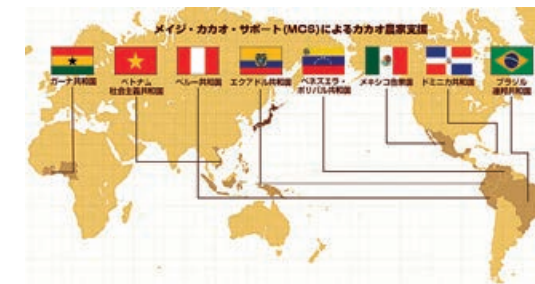 メイジ・カカオ・サポート(MCS)によるカカオ農家支援
ガーナ共和国
ベトナム
社会主義共和国
ペルー共和国
エクアドル共和国
ベネズエラ・
ボリバル共和国
メキシコ合衆国
ドミニカ共和国
ブラジル
連邦共和国